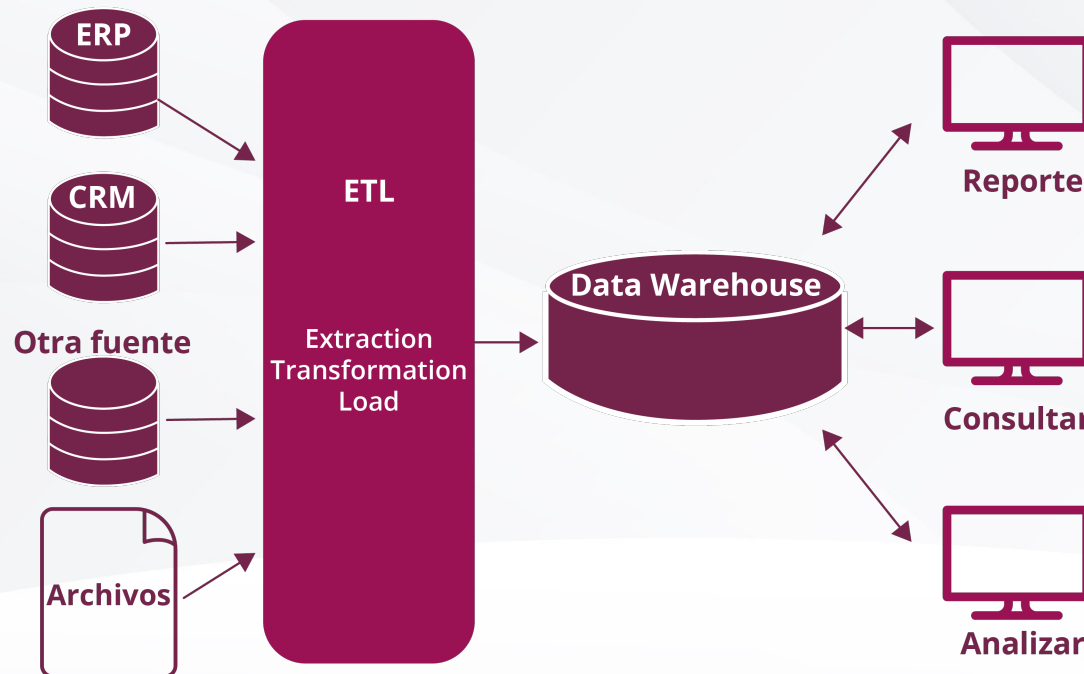 ERP
CRM
Otra fuente
Archivos
ETL
Extraction
Transformation
Load
Data Warehouse
Reporte
Consultar
Analizar